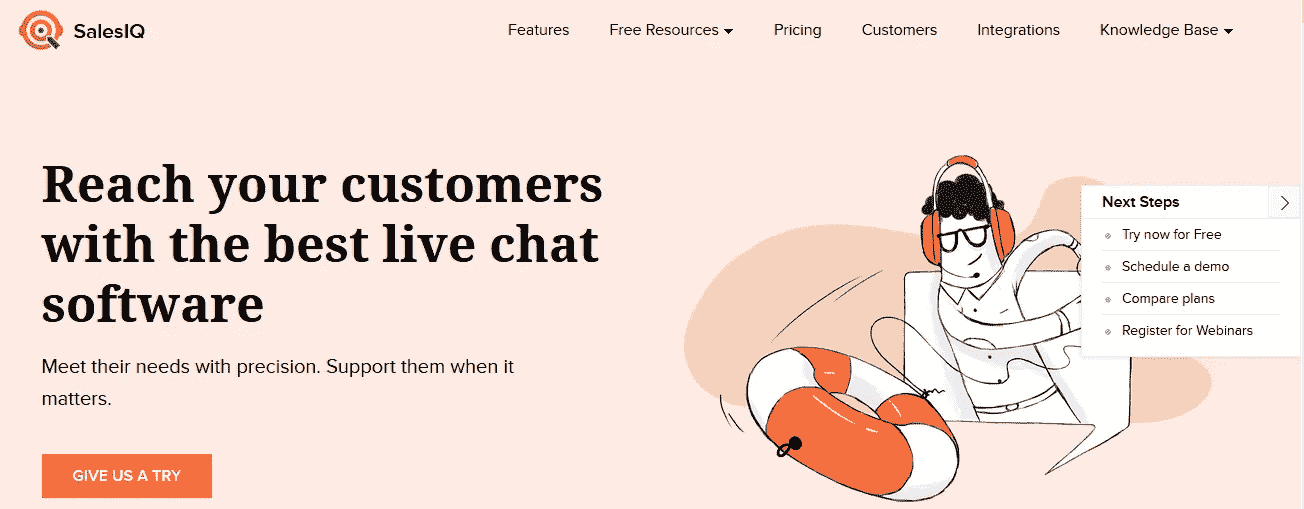 SalesIQ
Features
Free Resources
Pricing
Customers
Integrations
Knowledge Base
Reach your customers
with the best live chat
software
Meet their needs with precision. Support them when it
matters.
GIVE US A TRY
Next Steps
Try now for Free
Schedule a demo
Compare plans
Register for Webinars